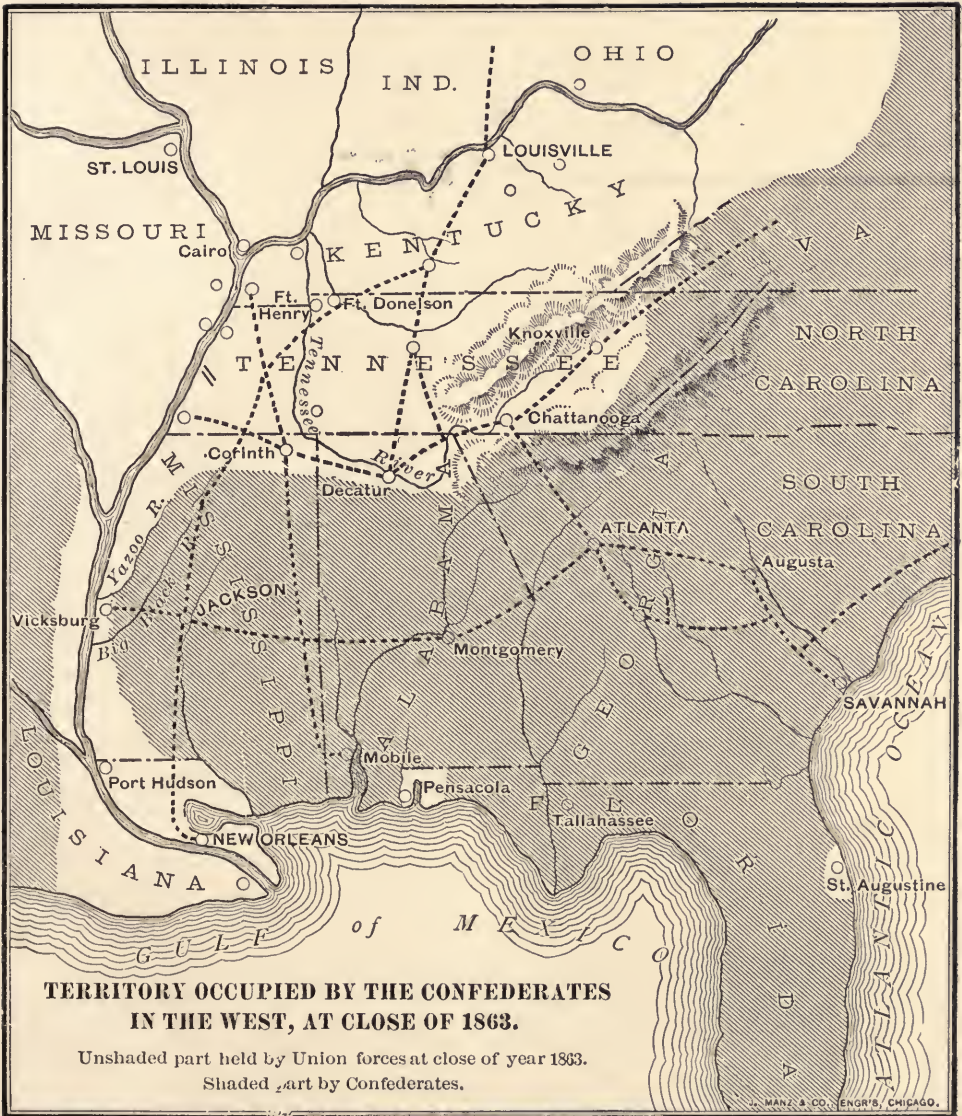 ILLINOIS
IND.
OHIO
ST. LOUIS
LOUISVILLE
MISSOURI
Cairo
KENTUCKY
VA
Ft. Henry
Ft. Donelson
Knoxville
NORTH
CAROLINA
TENNESSEE
Tennessee
River
Chattanooga
Corinth
Decatur
SOUTH
CAROLINA
MISSISSIPPI
ALABAMA
GEORGIA
ATLANTA
Augusta
Yazoo R.
Big Black R.
JACKSON
Vicksburg
Montgomery
SAVANNAH
LOUISIANA
Port Hudson
Mobile
Pensacola
FLORIDA
Tallahassee
NEW ORLEANS
St. Augustine
GULF of MEXICO
ATLANTIC OCEAN
TERRITORY OCCUPIED BY THE CONFEDERATES
IN THE WEST, AT CLOSE OF 1863.
Unshaded part held by Union forces at close of year 1863.
Shaded part by Confederates.
J. MANZ & CO. ENGR'S, CHICAGO.